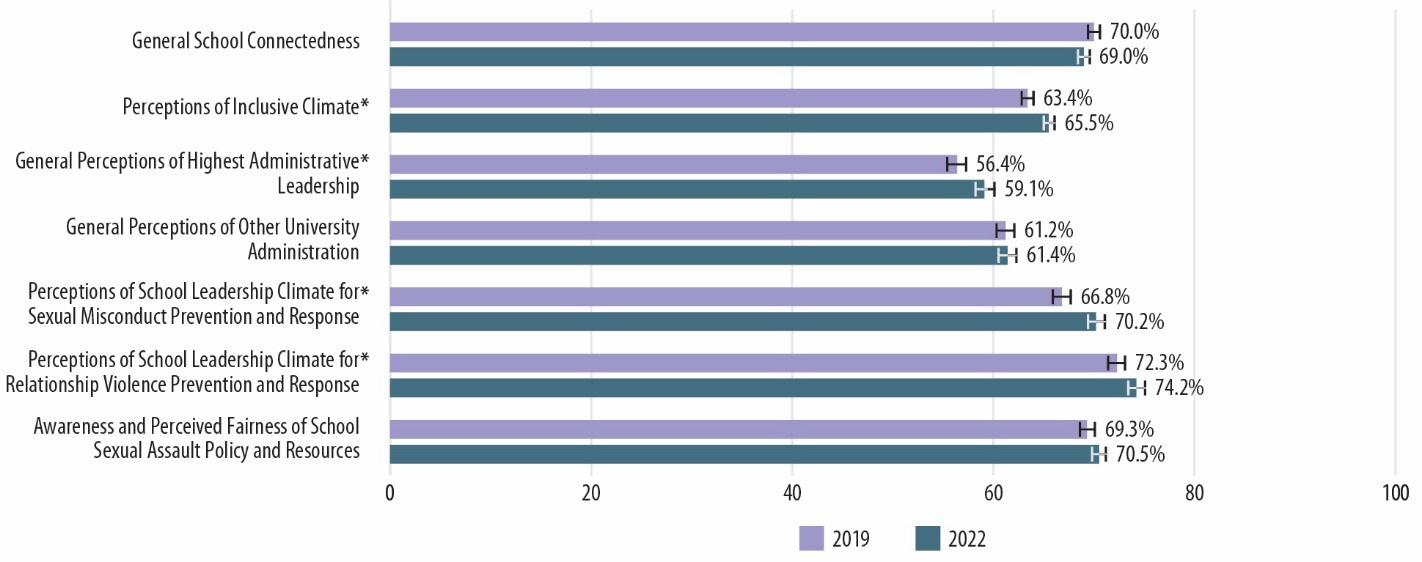 General School Connectedness
70.0%
69.0%
Perceptions of Inclusive Climate*
63.4%
65.5%
General Perceptions of Highest Administrative*
Leadership
56.4%
59.1%
General Perceptions of Other University
Administration
61.2%
61.4%
Perceptions of School Leadership Climate for*
Sexual Misconduct Prevention and Response
66.8%
70.2%
Perceptions of School Leadership Climate for*
Relationship Violence Prevention and Response
72.3%
74.2%
Awareness and Perceived Fairness of School
Sexual Assault Policy and Resources
69.3%
70.5%
0 20 40 60 80 100
2019 2022